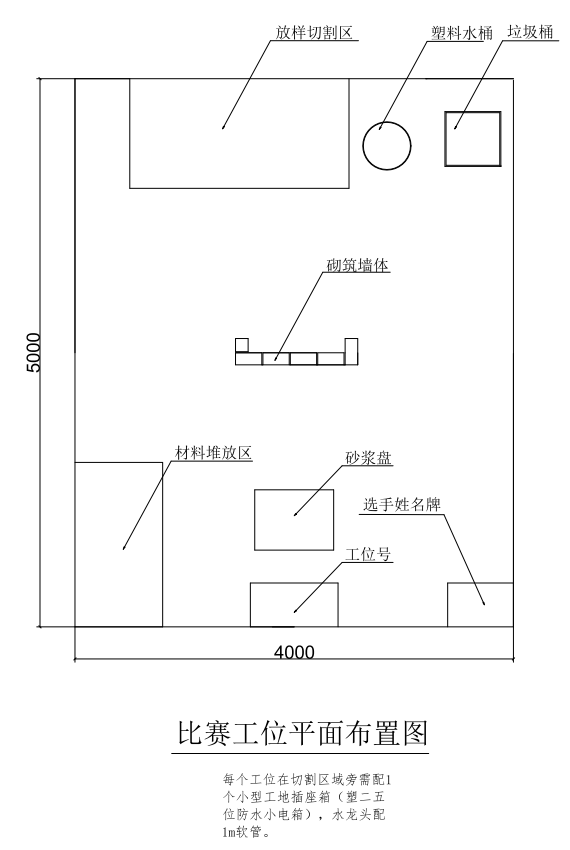 放样切割区
塑料水桶
垃圾桶
砌筑墙体
5000
材料堆放区
砂浆盘
选手姓名牌
工位号
4000
比赛工位平面布置图
每个工位在切割区域旁需配1
个小型工地插座箱（塑二五
位防水小电箱），水龙头配
1m软管。